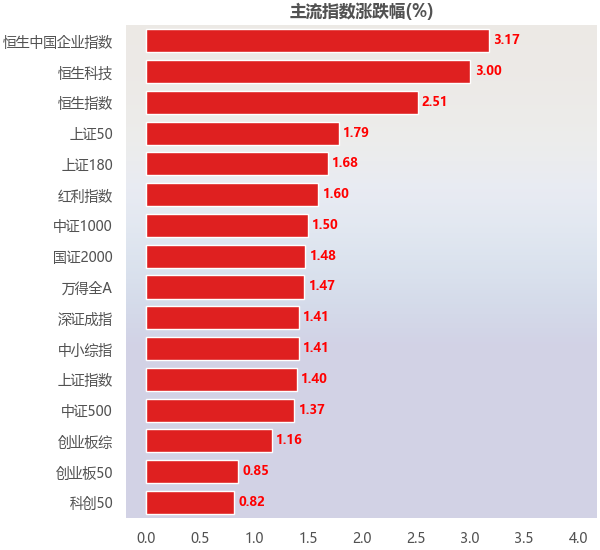 主流指数涨跌幅(%)
恒生中国企业指数 3.17
恒生科技 3.00
恒生指数 2.51
上证50 1.79
上证180 1.68
红利指数 1.60
中证1000 1.50
国证2000 1.48
万得全A 1.47
深证成指 1.41
中小综指 1.41
上证指数 1.40
中证500 1.37
创业板综 1.16
创业板50 0.85
科创50 0.82
0.0 0.5 1.0 1.5 2.0 2.5 3.0 3.5 4.0